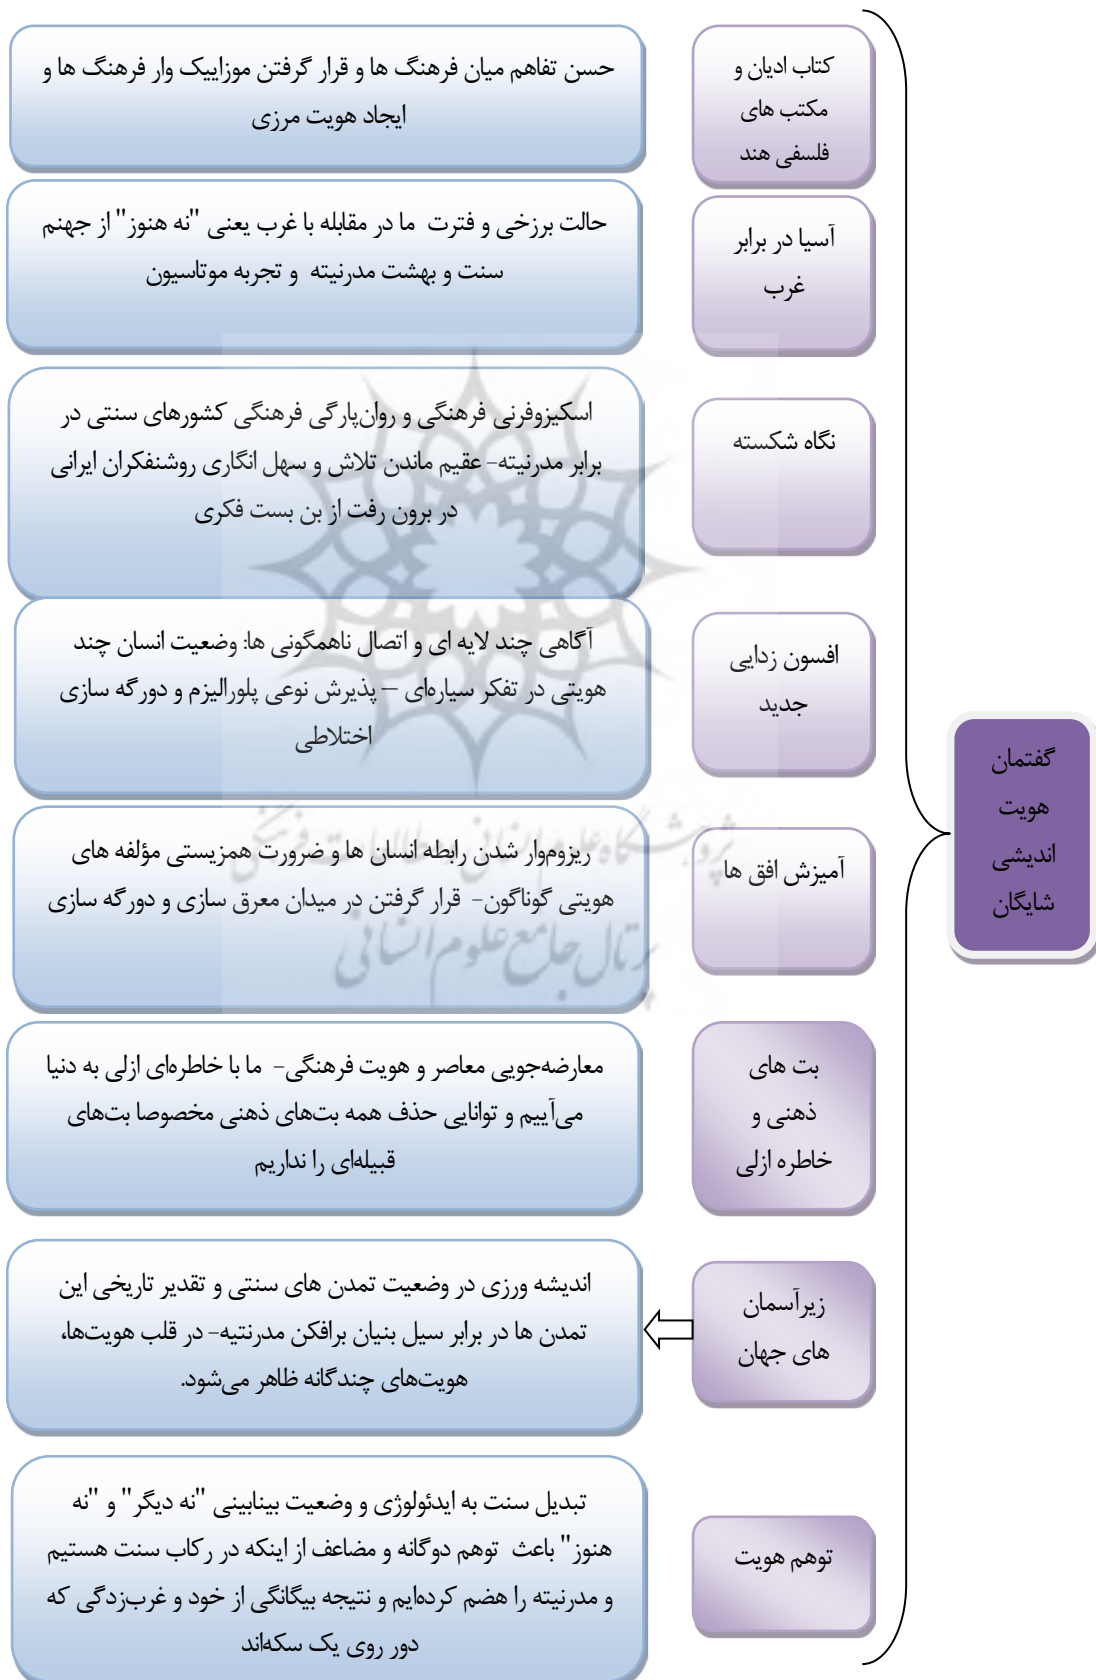 گفتمان
هویت
اندیشی
شایگان
کتاب ادیان و
مکتب های
فلسفی هند
حسن تفاهم میان فرهنگ ها و قرار گرفتن موزاییک وار فرهنگ ها و
ایجاد هویت مرزی
آسیا در برابر
غرب
حالت برزخی و فترت ما در مقابله با غرب یعنی "نه هنوز" از جهنم
سنت و بهشت مدرنیته و تجربه موتاسیون
نگاه شکسته
اسکیزوفرنی فرهنگی و روان‌پارگی فرهنگی کشورهای سنتی در
برابر مدرنیته- عقیم ماندن تلاش و سهل انگاری روشنفکران ایرانی
در برون رفت از بن بست فکری
افسون زدایی
جدید
آگاهی چند لایه ای و اتصال ناهمگونی ها: وضعیت انسان چند
هویتی در تفکر سیاره‌ای – پذیرش نوعی پلورالیزم و دورگه سازی
اختلاطی
آمیزش افق ها
ریزوم‌وار شدن رابطه انسان ها و ضرورت همزیستی مؤلفه های
هویتی گوناگون- قرار گرفتن در میدان معرق سازی و دورگه سازی
پژوهشگاه علوم انسانی و مطالعات فرهنگی
پرتال جامع علوم انسانی
بت های
ذهنی و
خاطره ازلی
معارضه‌جویی معاصر و هویت فرهنگی- ما با خاطره‌ای ازلی به دنیا
می‌آییم و توانایی حذف همه بت‌های ذهنی مخصوصا بت‌های
قبیله‌ای را نداریم
زیرآسمان
های جهان
اندیشه ورزی در وضعیت تمدن های سنتی و تقدیر تاریخی این
تمدن ها در برابر سیل بنیان برافکن مدرنتیه- در قلب هویت‌ها،
هویت‌های چندگانه ظاهر می‌شود.
توهم هویت
تبدیل سنت به ایدئولوژی و وضعیت بینابینی "نه دیگر" و "نه
هنوز" باعث توهم دوگانه و مضاعف از اینکه در رکاب سنت هستیم
و مدرنیته را هضم کرده‌ایم و نتیجه بیگانگی از خود و غرب‌زدگی که
دور روی یک سکه‌اند